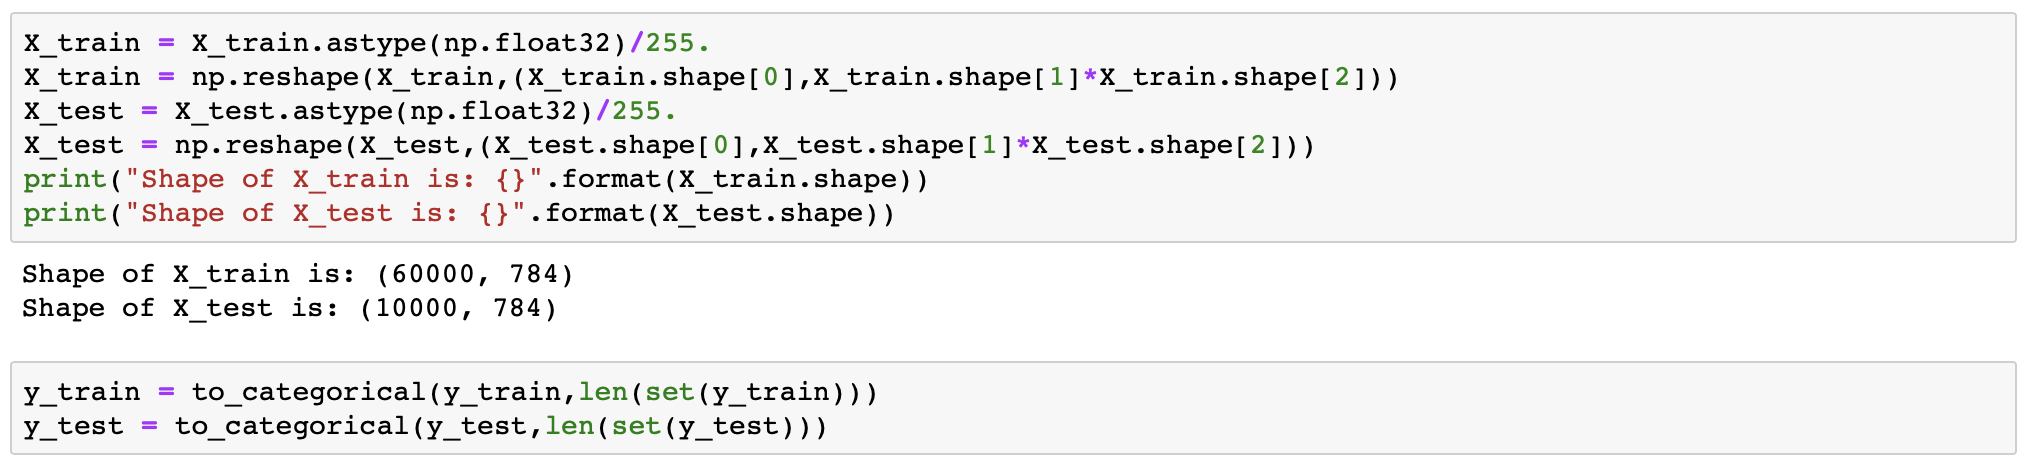 X_train = X_train.astype(np.float32)/255.
X_train = np.reshape(X_train,(X_train.shape[0],X_train.shape[1]*X_train.shape[2]))
X_test = X_test.astype(np.float32)/255.
X_test = np.reshape(X_test,(X_test.shape[0],X_test.shape[1]*X_test.shape[2]))
print("Shape of X_train is: {}".format(X_train.shape))
print("Shape of X_test is: {}".format(X_test.shape))
Shape of X_train is: (60000, 784)
Shape of X_test is: (10000, 784)
y_train = to_categorical(y_train,len(set(y_train)))
y_test = to_categorical(y_test,len(set(y_test)))